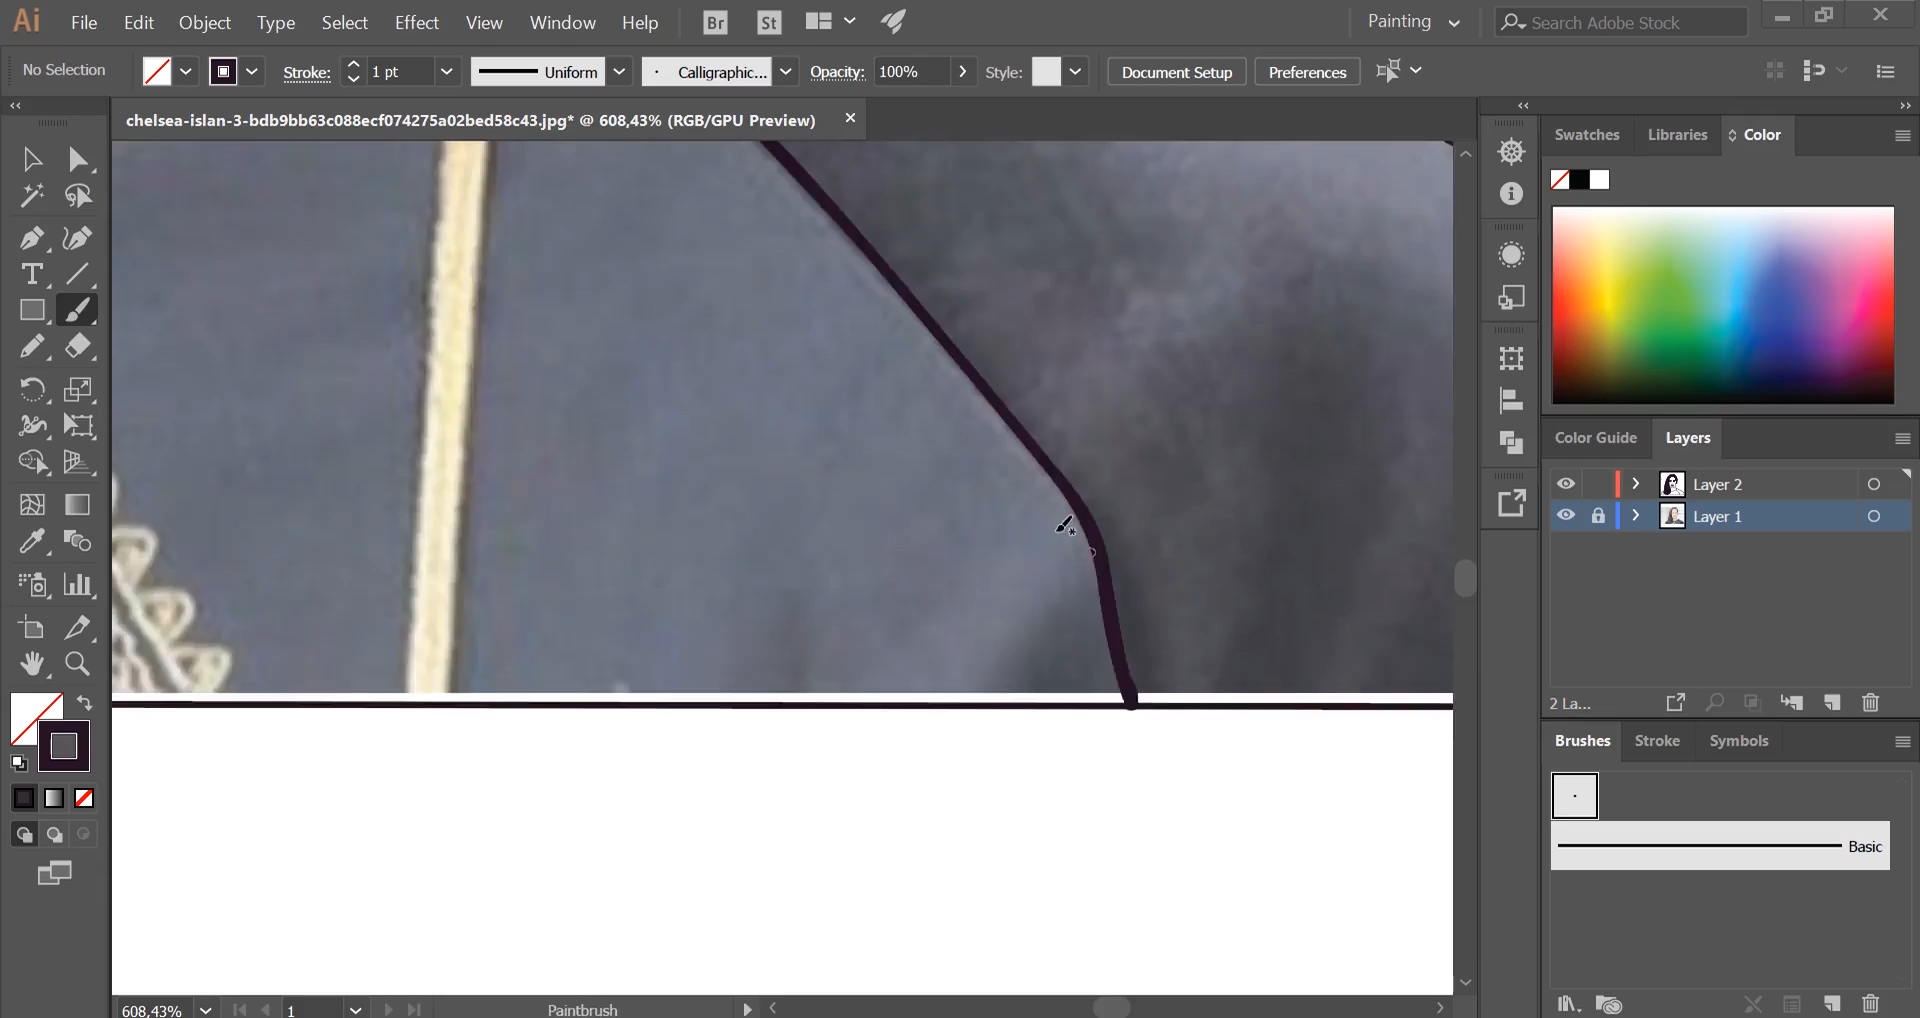 Ai File Edit Object Type Select Effect View Window Help Br St Painting Search Adobe Stock
No Selection Stroke: 1 pt Uniform Calligraphic... Opacity: 100% Style: Document Setup Preferences
chelsea-islan-3-bdb9bb63c088ecf074275a02bed58c43.jpg* @ 608,43% (RGB/GPU Preview)
Swatches Libraries Color
Color Guide Layers
Layer 2
Layer 1
2 La...
Brushes Stroke Symbols
Basic
608,43% 1 Paintbrush